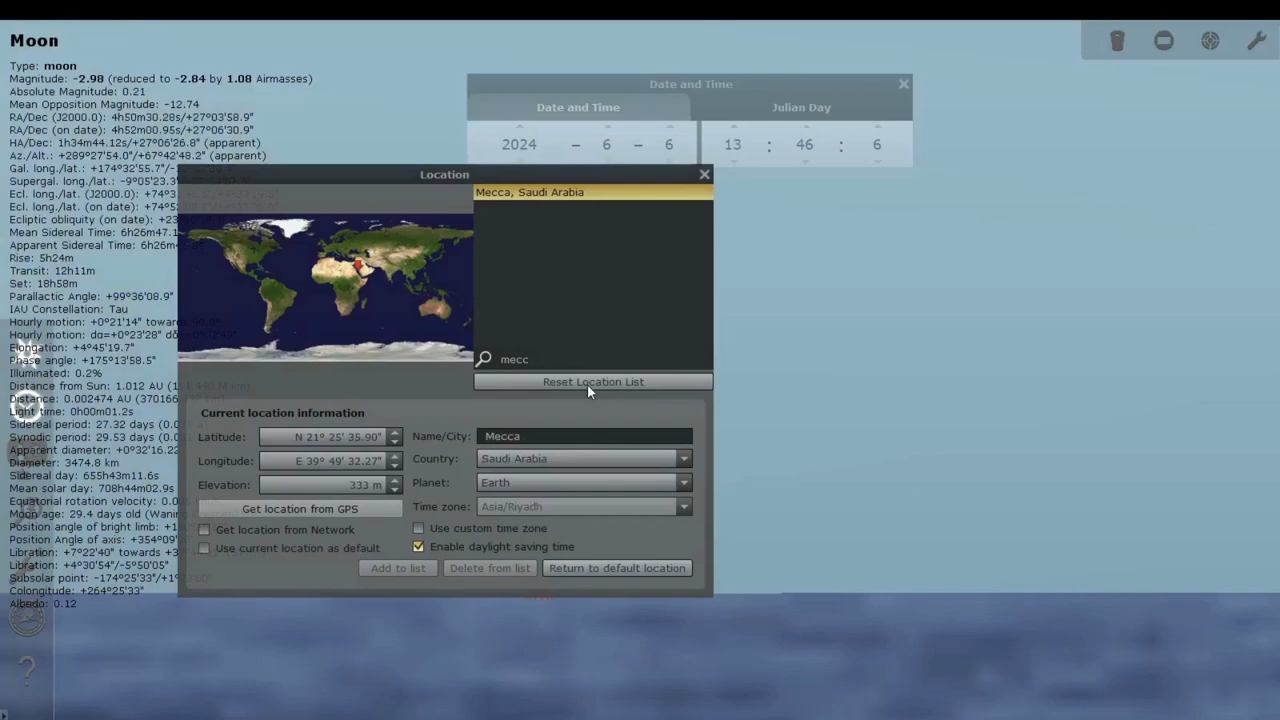 Moon
Type: moon
Magnitude: -2.98 (reduced to -2.84 by 1.08 Airmasses)
Absolute Magnitude: 0.21
Mean Opposition Magnitude: -12.74
RA/Dec (J2000.0): 4h50m30.28s/+27°03'58.9"
RA/Dec (on date): 4h52m00.95s/+27°06'30.9"
HA/Dec: 1h34m44.12s/+27°06'26.8" (apparent)
Az./Alt.: +289°27'54.0"/+67°42'48.2" (apparent)
Gal. long./lat.: +174°32'55.7"/
Supergal. long./lat.: -9°05'23.3
Ecl. long./lat. (J2000.0): +74°3
Ecl. long./lat. (on date): +74°5
Ecliptic obliquity (on date): +23
Mean Sidereal Time: 6h26m47.1
Apparent Sidereal Time: 6h26m4
Rise: 5h24m
Transit: 12h11m
Set: 18h58m
Parallactic Angle: +99°36'08.9"
IAU Constellation: Tau
Hourly motion: +0°21'14" towards
Hourly motion: dα=+0°23'28"
Elongation: +4°45'19.7"
Phase angle: +175°13'58.5"
Illuminated: 0.2%
Distance from Sun: 1.012 AU
Distance: 0.002474 AU (370166
Light time: 0h00m01.2s
Sidereal period: 27.32 days
Synodic period: 29.53 days
Apparent diameter: +0°32'16.22
Diameter: 3474.8 km
Sidereal day: 655h43m11.6s
Mean solar day: 708h44m02.9s
Equatorial rotation velocity: 0.0
Moon age: 29.4 days old (Waning Cresc
Position angle of bright limb:
Position Angle of axis: +354°09
Libration: +7°22'40" towards
Libration: +4°30'54"/-5°50'05"
Subsolar point: -174°25'33"/+1°
Colongitude: +264°25'33"
Albedo: 0.12
Date and Time
Date and Time Julian Day
2024 – 6 – 6 13 : 46 : 6
Location
Mecca, Saudi Arabia
mecc
Reset Location List
Current location information
Latitude: N 21° 25' 35.90"
Longitude: E 39° 49' 32.27"
Elevation: 333 m
Get location from GPS
Get location from Network
Use current location as default
Name/City: Mecca
Country: Saudi Arabia
Planet: Earth
Time zone: Asia/Riyadh
Use custom time zone
Enable daylight saving time
Add to list Delete from list Return to default location
?